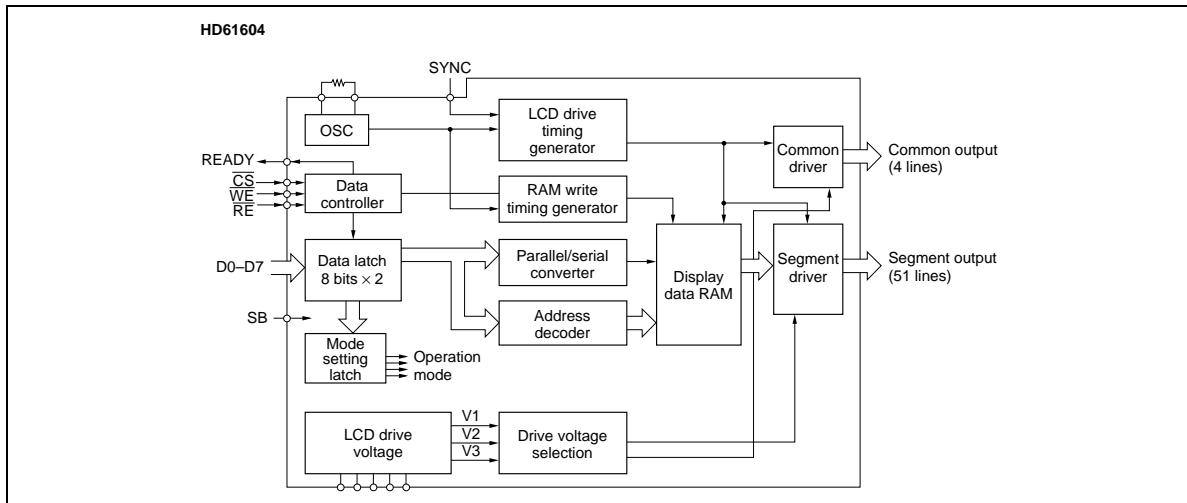 HD61604
SYNC
OSC
LCD drive
timing
generator
Common
driver
Common output
(4 lines)
READY
CS
WE
RE
Data
controller
RAM write
timing generator
D0–D7
Data latch
8 bits × 2
Parallel/serial
converter
Display
data RAM
Segment
driver
Segment output
(51 lines)
SB
Address
decoder
Mode
setting
latch
Operation
mode
LCD drive
voltage
V1
V2
V3
Drive voltage
selection